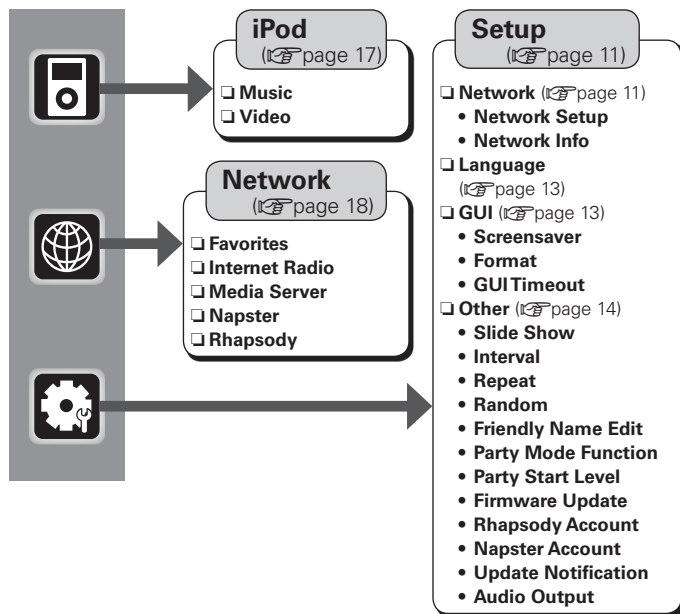 iPod
(☞page 17)
❏ Music
❏ Video
Network
(☞page 18)
❏ Favorites
❏ Internet Radio
❏ Media Server
❏ Napster
❏ Rhapsody
Setup
(☞page 11)
❏ Network (☞page 11)
• Network Setup
• Network Info
❏ Language
(☞page 13)
❏ GUI (☞page 13)
• Screensaver
• Format
• GUI Timeout
❏ Other (☞page 14)
• Slide Show
• Interval
• Repeat
• Random
• Friendly Name Edit
• Party Mode Function
• Party Start Level
• Firmware Update
• Rhapsody Account
• Napster Account
• Update Notification
• Audio Output